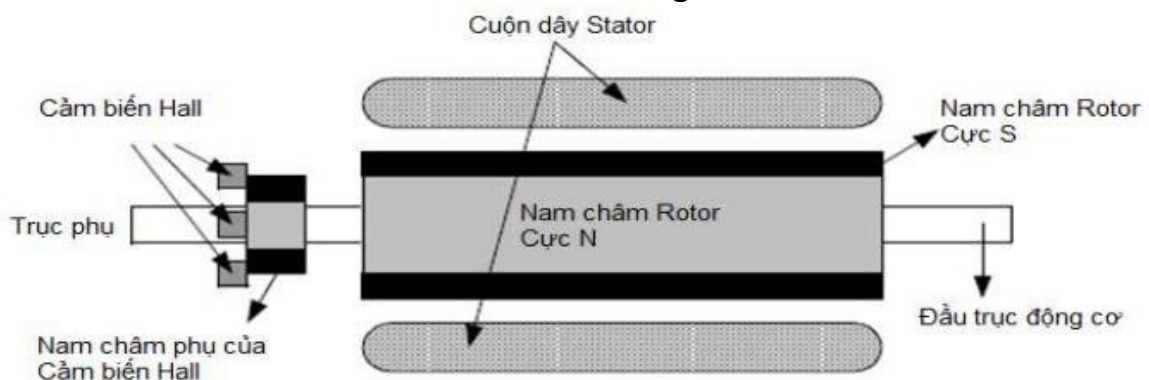 Cuộn dây Stator
Cảm biến Hall
Nam châm Rotor
Cực S
Nam châm Rotor
Cực N
Trục phụ
Đầu trục động cơ
Nam châm phụ của
Cảm biến Hall